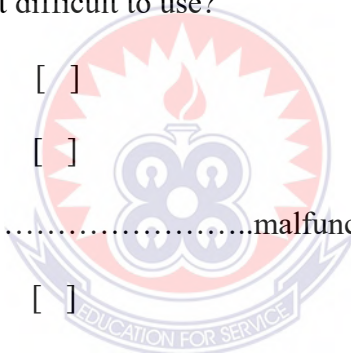 t difficult to use?
[ ]
[ ]
…………………….malfunc
[ ]
EDUCATION FOR SERVICE